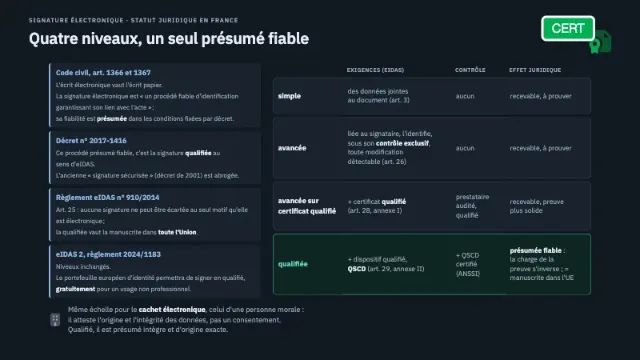 SIGNATURE ÉLECTRONIQUE · STATUT JURIDIQUE EN FRANCE
Quatre niveaux, un seul présumé fiable
CERT
Code civil, art. 1366 et 1367
L'écrit électronique vaut l'écrit papier.
La signature électronique est « un procédé fiable d'identification
garantissant son lien avec l'acte » ;
sa fiabilité est présumée dans les conditions fixées par décret.
Décret n° 2017-1416
Ce procédé présumé fiable, c'est la signature qualifiée au
sens d'eIDAS.
L'ancienne « signature sécurisée » (décret de 2001) est abrogée.
Règlement eIDAS n° 910/2014
Art. 25 : aucune signature ne peut être écartée au seul motif qu'elle
est électronique ;
la qualifiée vaut la manuscrite dans toute l'Union.
eIDAS 2, règlement 2024/1183
Niveaux inchangés.
Le portefeuille européen d'identité permettra de signer en qualifié,
gratuitement pour un usage non professionnel.
EXIGENCES (EIDAS) CONTRÔLE EFFET JURIDIQUE
simple
des données jointes
au document (art. 3)
aucun
recevable, à prouver
avancée
liée au signataire, l'identifie,
sous son contrôle exclusif,
toute modification
détectable (art. 26)
aucun
recevable, à prouver
avancée sur
certificat qualifié
+ certificat qualifié
(art. 28, annexe I)
prestataire
audité,
qualifié
recevable, preuve
plus solide
qualifiée
+ dispositif qualifié,
QSCD (art. 29, annexe II)
+ QSCD
certifié
(ANSSI)
présumée fiable :
la charge de la
preuve s'inverse ; =
manuscrite dans l'UE
Même échelle pour le cachet électronique, celui d'une personne morale :
il atteste l'origine et l'intégrité des données, pas un consentement.
Qualifié, il est présumé intègre et d'origine exacte.